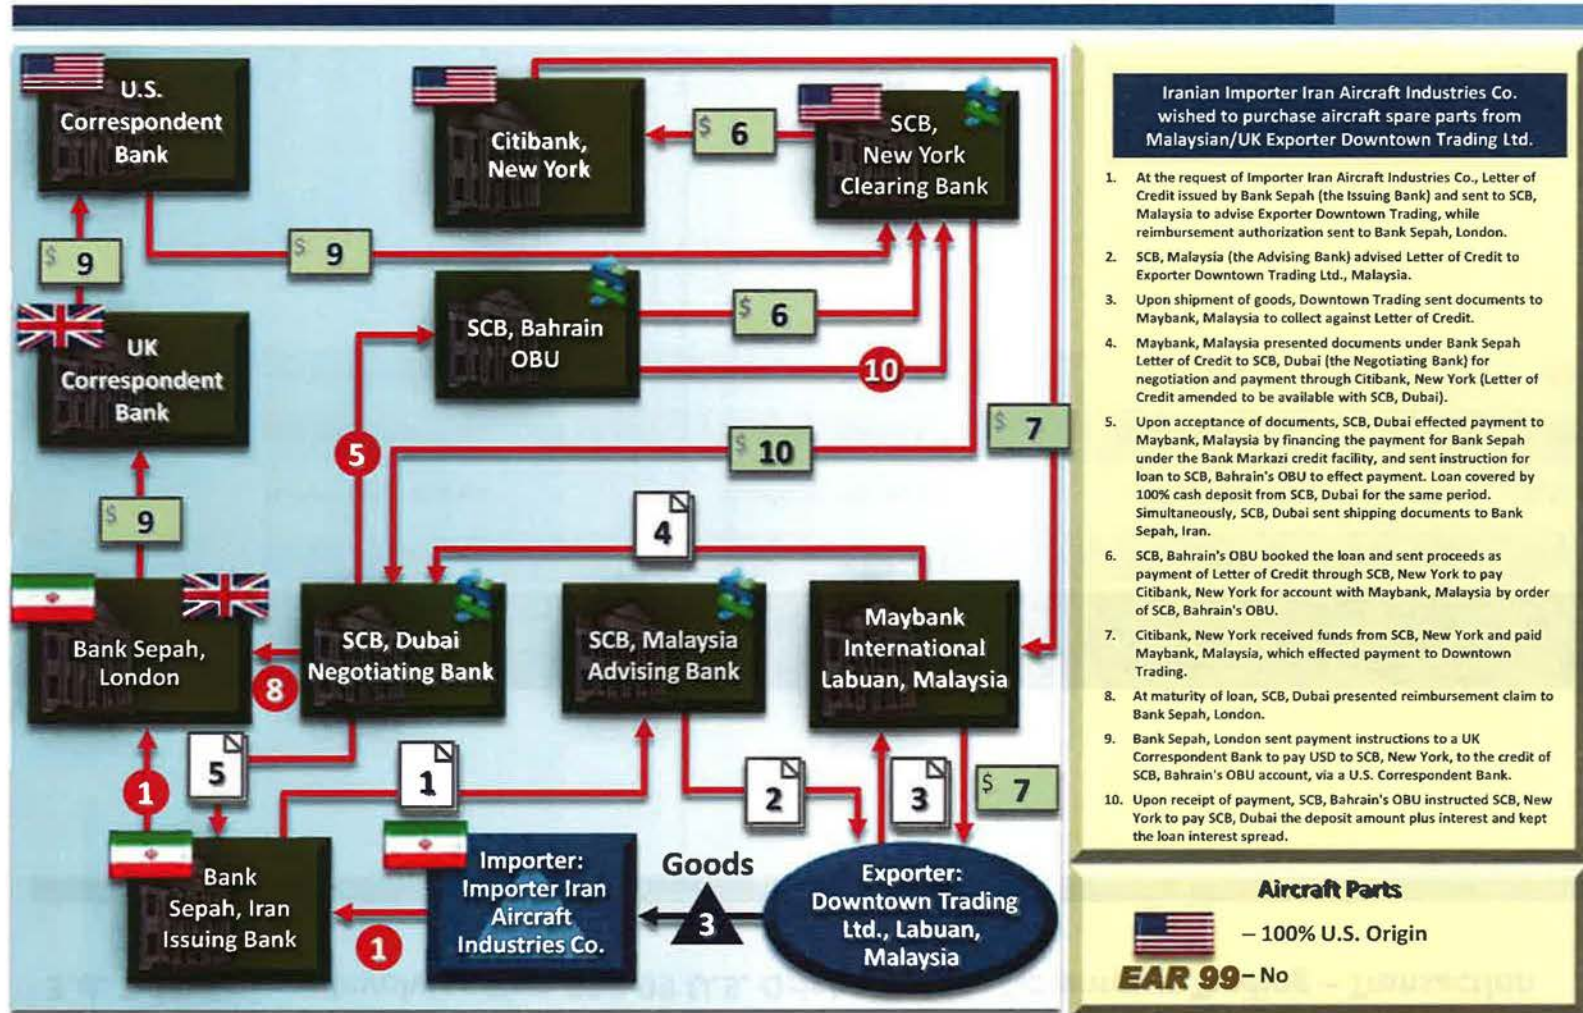 U.S.
Correspondent
Bank
$ 9
UK
Correspondent
Bank
$ 9
Bank Sepah,
London
1
Bank
Sepah, Iran
Issuing Bank
Citibank,
New York
$ 6
SCB,
New York
Clearing Bank
$ 9
SCB, Bahrain
OBU
$ 6
10
5
$ 10
$ 7
4
SCB, Dubai
Negotiating Bank
8
SCB, Malaysia
Advising Bank
Maybank
International
Labuan, Malaysia
5
1
2
3
$ 7
Importer:
Importer Iran
Aircraft
Industries Co.
1
Goods
3
Exporter:
Downtown Trading
Ltd., Labuan,
Malaysia
Iranian Importer Iran Aircraft Industries Co.
wished to purchase aircraft spare parts from
Malaysian/UK Exporter Downtown Trading Ltd.
1. At the request of Importer Iran Aircraft Industries Co., Letter of
Credit issued by Bank Sepah (the Issuing Bank) and sent to SCB,
Malaysia to advise Exporter Downtown Trading, while
reimbursement authorization sent to Bank Sepah, London.
2. SCB, Malaysia (the Advising Bank) advised Letter of Credit to
Exporter Downtown Trading Ltd., Malaysia.
3. Upon shipment of goods, Downtown Trading sent documents to
Maybank, Malaysia to collect against Letter of Credit.
4. Maybank, Malaysia presented documents under Bank Sepah
Letter of Credit to SCB, Dubai (the Negotiating Bank) for
negotiation and payment through Citibank, New York (Letter of
Credit amended to be available with SCB, Dubai).
5. Upon acceptance of documents, SCB, Dubai effected payment to
Maybank, Malaysia by financing the payment for Bank Sepah
under the Bank Markazi credit facility, and sent instruction for
loan to SCB, Bahrain's OBU to effect payment. Loan covered by
100% cash deposit from SCB, Dubai for the same period.
Simultaneously, SCB, Dubai sent shipping documents to Bank
Sepah, Iran.
6. SCB, Bahrain's OBU booked the loan and sent proceeds as
payment of Letter of Credit through SCB, New York to pay
Citibank, New York for account with Maybank, Malaysia by order
of SCB, Bahrain's OBU.
7. Citibank, New York received funds from SCB, New York and paid
Maybank, Malaysia, which effected payment to Downtown
Trading.
8. At maturity of loan, SCB, Dubai presented reimbursement claim to
Bank Sepah, London.
9. Bank Sepah, London sent payment instructions to a UK
Correspondent Bank to pay USD to SCB, New York, to the credit of
SCB, Bahrain's OBU account, via a U.S. Correspondent Bank.
10. Upon receipt of payment, SCB, Bahrain's OBU instructed SCB, New
York to pay SCB, Dubai the deposit amount plus interest and kept
the loan interest spread.
Aircraft Parts
– 100% U.S. Origin
EAR 99 – No